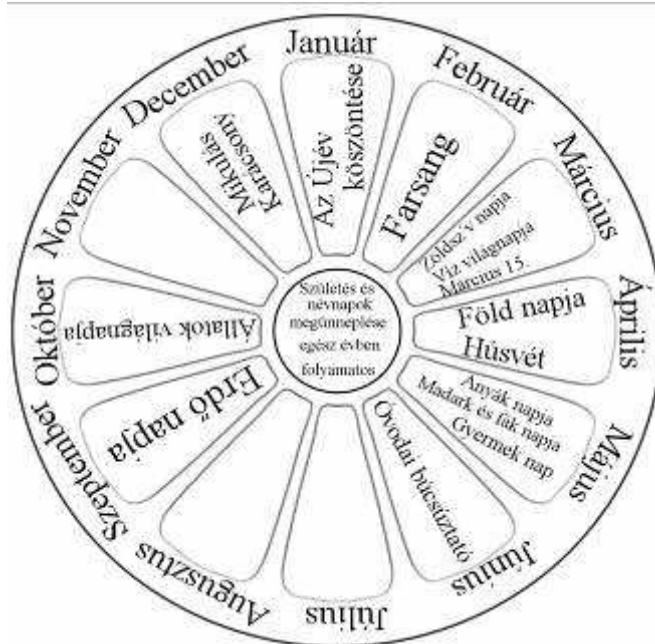 Január
Az Újév
köszöntése
Február
Farsang
Március
Zöldsz'v napja
Víz világnapja
Március 15.
Április
Föld napja
Húsvét
Május
Anyák napja
Madark és fák napja
Gyermek nap
Június
Óvodai búcsúztató
Július
Augusztus
Szeptember
Erdő napja
Október
Állatok világnapja
November
December
Mikulás
Karácsony
Születés és
névnapok
megünneplése
egész évben
folyamatos